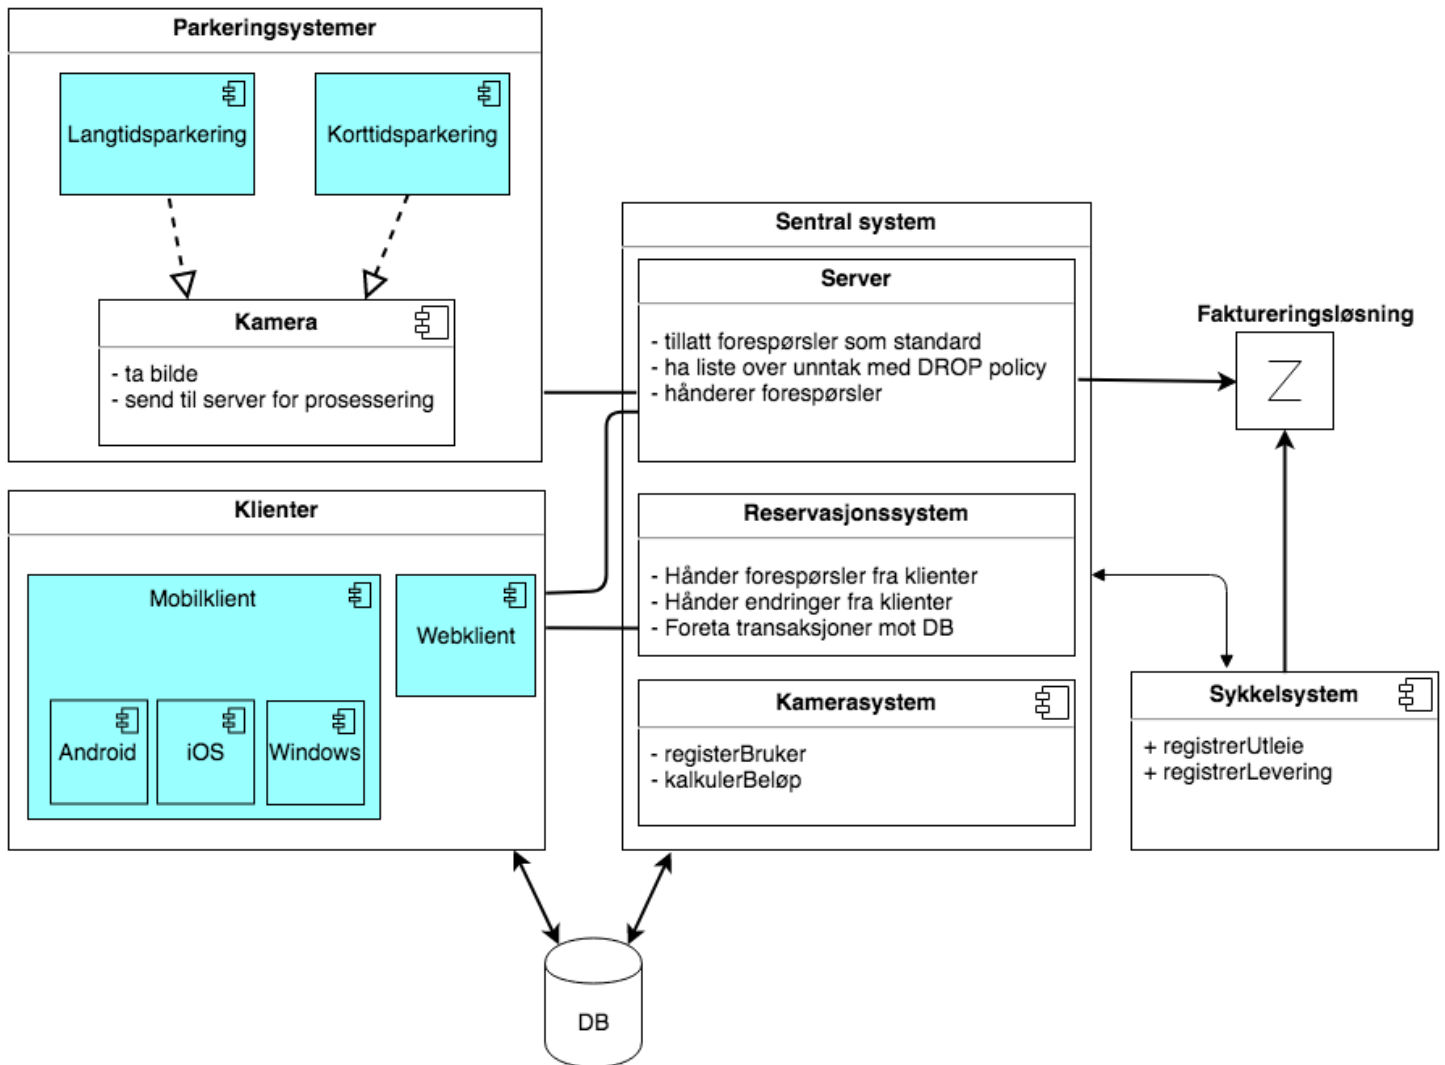 Parkeringsystemer
Langtidsparkering
Korttidsparkering
Kamera
- ta bilde
- send til server for prosessering
Klienter
Mobilklient
Android
iOS
Windows
Webklient
Sentral system
Server
- tillatt forespørsler som standard
- ha liste over unntak med DROP policy
- hånderer forespørsler
Reservasjonssystem
- Hånder forespørsler fra klienter
- Hånder endringer fra klienter
- Foreta transaksjoner mot DB
Kamerasystem
- registerBruker
- kalkulerBeløp
Faktureringsløsning
Z
Sykkelsystem
+ registrerUtleie
+ registrerLevering
DB